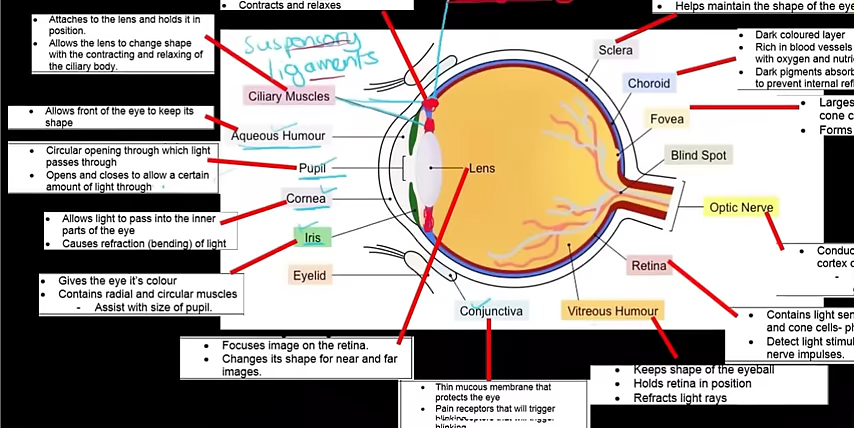 • Contracts and relaxes
• Helps maintain the shape of the eye
• Attaches to the lens and holds it in
position.
• Allows the lens to change shape
with the contracting and relaxing of
the ciliary body.
Suspensory
ligaments
Ciliary Muscles
• Allows front of the eye to keep its
shape
Aqueous Humour
• Circular opening through which light
passes through
• Opens and closes to allow a certain
amount of light through
Pupil
Cornea
• Allows light to pass into the inner
parts of the eye
• Causes refraction (bending) of light
Iris
• Gives the eye it's colour
• Contains radial and circular muscles
- Assist with size of pupil.
Eyelid
Conjunctiva
Lens
• Focuses image on the retina.
• Changes its shape for near and far
images.
• Thin mucous membrane that
protects the eye
• Pain receptors that will trigger
blinking
Sclera
• Dark coloured layer
• Rich in blood vessels
with oxygen and
• Dark pigments
to prevent internal
Choroid
Fovea
•
cone
• Forms
Blind Spot
Optic Nerve
•
cortex
-
Retina
• Contains light
and cone cells-
• Detect light
nerve impulses.
Vitreous Humour
• Keeps shape of the eyeball
• Holds retina in position
• Refracts light rays